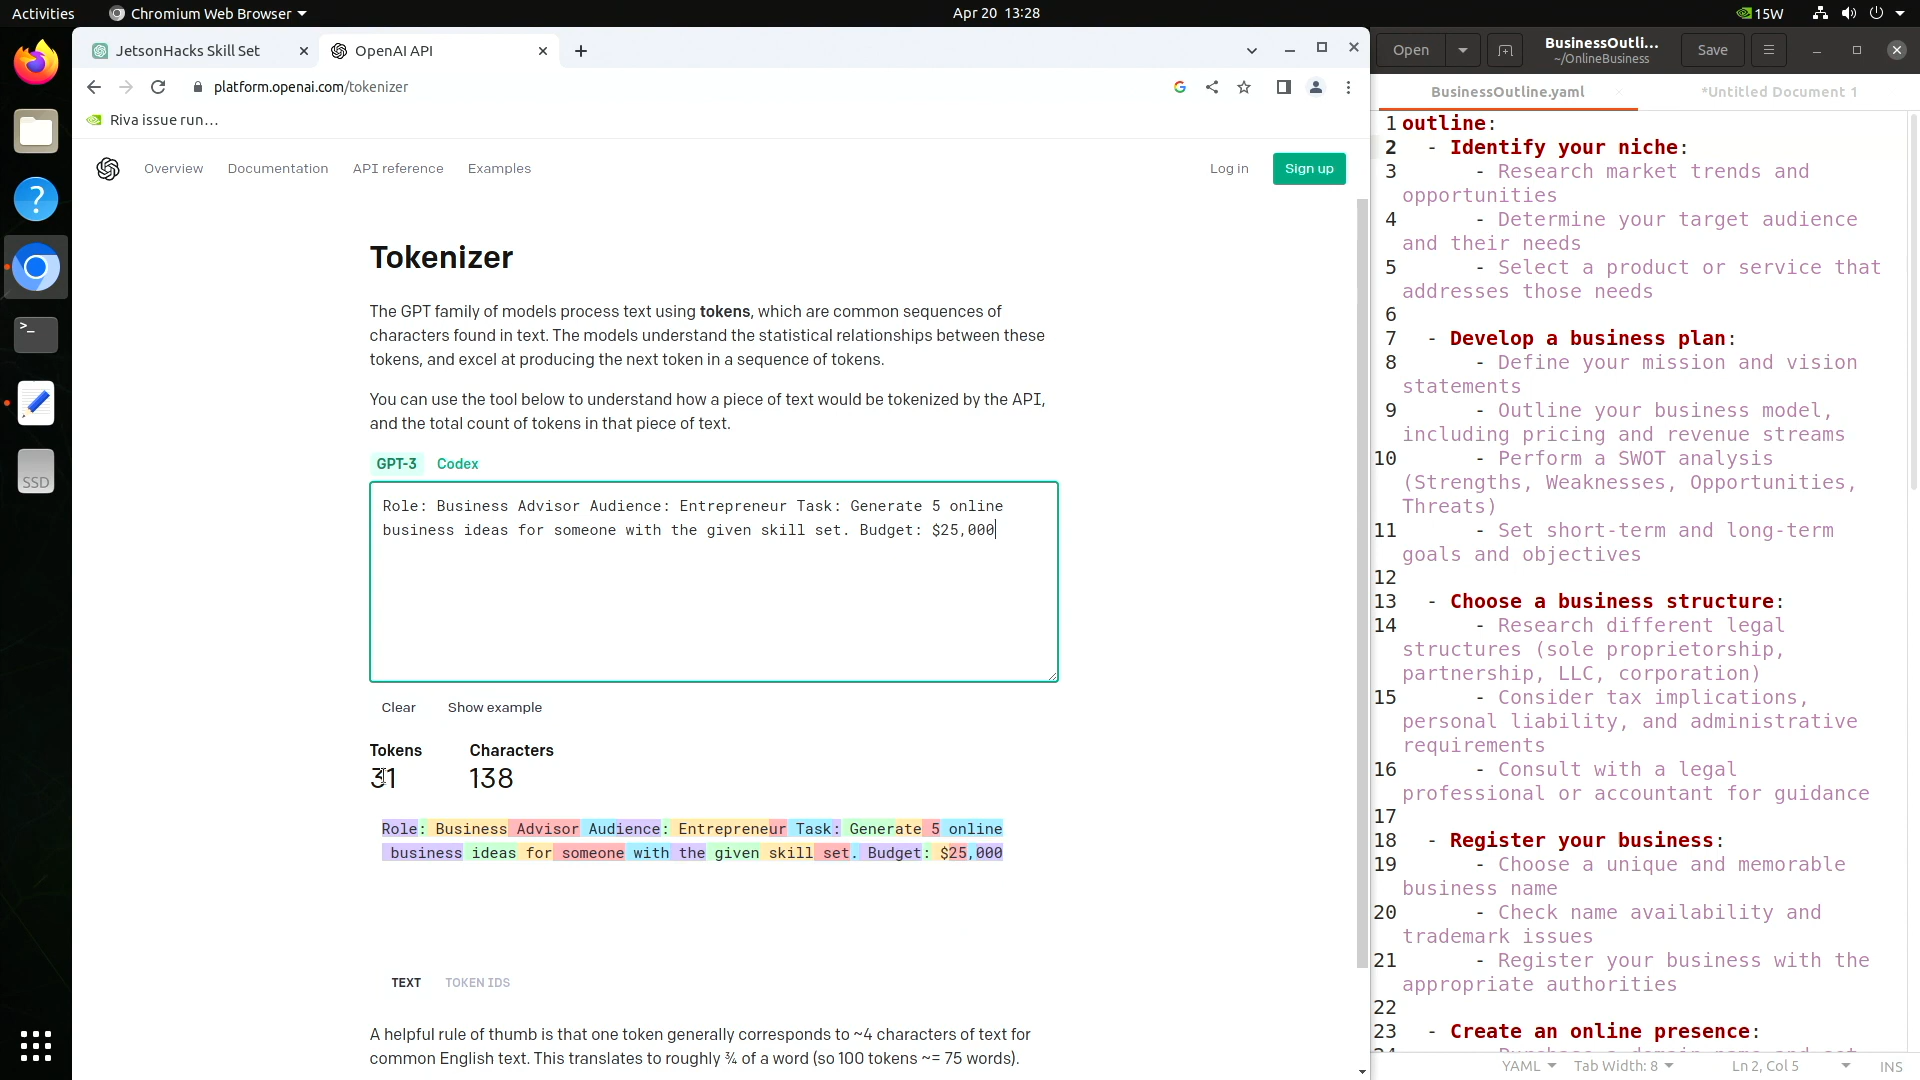 Activities
Chromium Web Browser
Apr 20 13:28
15W
JetsonHacks Skill Set
OpenAI API
platform.openai.com/tokenizer
Riva issue run...
Overview
Documentation
API reference
Examples
Log in
Sign up
Tokenizer
The GPT family of models process text using tokens, which are common sequences of
characters found in text. The models understand the statistical relationships between these
tokens, and excel at producing the next token in a sequence of tokens.
You can use the tool below to understand how a piece of text would be tokenized by the API,
and the total count of tokens in that piece of text.
GPT-3 Codex
Role: Business Advisor Audience: Entrepreneur Task: Generate 5 online
business ideas for someone with the given skill set. Budget: $25,000
Clear
Show example
Tokens Characters
31 138
Role: Business Advisor Audience: Entrepreneur Task: Generate 5 online
business ideas for someone with the given skill set. Budget: $25,000
TEXT TOKEN IDS
A helpful rule of thumb is that one token generally corresponds to ~4 characters of text for
common English text. This translates to roughly ¾ of a word (so 100 tokens ~= 75 words).
SSD
Open
BusinessOutli...
~/OnlineBusiness
Save
BusinessOutline.yaml
*Untitled Document 1
1 outline:
2 - Identify your niche:
3 - Research market trends and
opportunities
4 - Determine your target audience
and their needs
5 - Select a product or service that
addresses those needs
6
7 - Develop a business plan:
8 - Define your mission and vision
statements
9 - Outline your business model,
including pricing and revenue streams
10 - Perform a SWOT analysis
(Strengths, Weaknesses, Opportunities,
Threats)
11 - Set short-term and long-term
goals and objectives
12
13 - Choose a business structure:
14 - Research different legal
structures (sole proprietorship,
partnership, LLC, corporation)
15 - Consider tax implications,
personal liability, and administrative
requirements
16 - Consult with a legal
professional or accountant for guidance
17
18 - Register your business:
19 - Choose a unique and memorable
business name
20 - Check name availability and
trademark issues
21 - Register your business with the
appropriate authorities
22
23 - Create an online presence:
YAML
Tab Width: 8
Ln 2, Col 5
INS